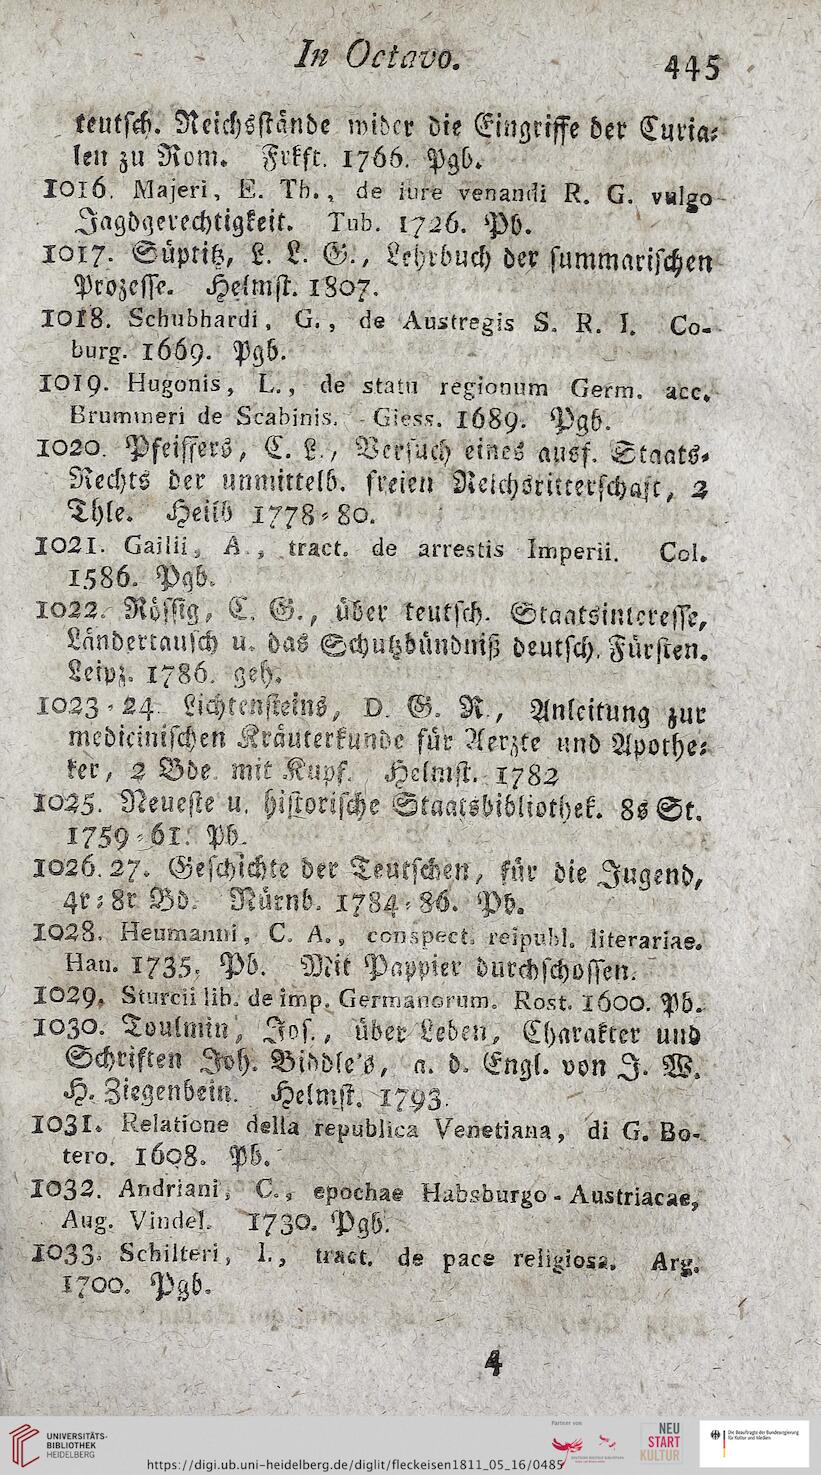 In Octavo. 445
teutsch. Reichsstände wider die Eingriffe der Curia-
len zu Rom. Frkft. 1766. Pgb.
1016. Majeri, E. Th., de iure venandi R. G. vulgo
Jagdgerechtigkeit. Tub. 1726. Pb.
1017. Süptitz, L. L. G., Lehrbuch der summarischen
Prozesse. Helmst. 1807.
1018. Schubhardi, G., de Austregis S. R. I. Co-
burg. 1669. Pgb.
1019. Hugonis, L., de statu regionum Germ. acc.
Brummeri de Scabinis. Giess. 1689. Pgb.
1020. Pfeiffers, C. L., Versuch eines ausf. Staats-
Rechts der unmittelb. freien Reichsritterschaft, 2
Thle. Heilb 1778-80.
1021. Gailii, A., tract. de arrestis Imperii. Col.
1586. Pgb.
1022. Rössig, C. G., über teutsch. Staatsinteresse,
Ländertausch u. das Schutzbündniß deutsch. Fürsten.
Leipz. 1786. geh.
1023-24 Lichtensteins, D. G. R., Anleitung zur
medicinischen Kräuterkunde für Aerzte und Apothe-
ker, 2 Bde. mit Kupf. Helmst. 1782
1025. Neueste u. historische Staatsbibliothek. 8s St.
1759-61. Pb.
1026. 27. Geschichte der Teutschen, für die Jugend,
4r-8r Bd. Nürnb. 1784-86. Pb.
1028. Heumanni, C. A., conspect. reipubl. literariae.
Han. 1735. Pb. Mit Pappier durchschossen.
1029. Sturcii lib. de imp. Germanorum. Rost. 1600. Pb.
1030. Toulmin, Jos., über Leben, Charakter und
Schriften Joh. Biddle's, a. d. Engl. von J. W.
H. Ziegenbein. Helmst. 1793.
1031. Relatione della republica Venetiana, di G. Bo-
tero. 1608. Pb.
1032. Andriani, C., epochae Habsburgo-Austriacae,
Aug. Vindel. 1730. Pgb.
1033. Schilteri, I., tract. de pace religiosa. Arg.
1700. Pgb.
4
UNIVERSITÄTS-
BIBLIOTHEK
HEIDELBERG
https://digi.ub.uni-heidelberg.de/diglit/fleckeisen1811_05_16/0485
Partner von
NEU
START
KULTUR
Die Beauftragte der Bundesregierung
für Kultur und Medien